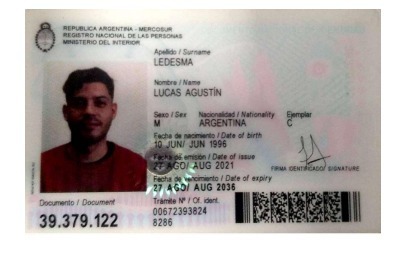 REPUBLICA ARGENTINA - MERCOSUR
REGISTRO NACIONAL DE LAS PERSONAS
MINISTERIO DEL INTERIOR
Apellido / Surname
LEDESMA
Nombre / Name
LUCAS AGUSTÍN
Sexo / Sex Nacionalidad / Nationality Ejemplar
M ARGENTINA C
Fecha de nacimiento / Date of birth
10 JUN/ JUN 1996
Fecha de emisión / Date of issue
27 AGO/ AUG 2021
FIRMA CERTIFICADO/ SIGNATURE
Fecha de vencimiento / Date of expiry
27 AGO/ AUG 2036
Documento / Document
39.379.122
Trámite Nº / Of. ident.
00672393824
8286